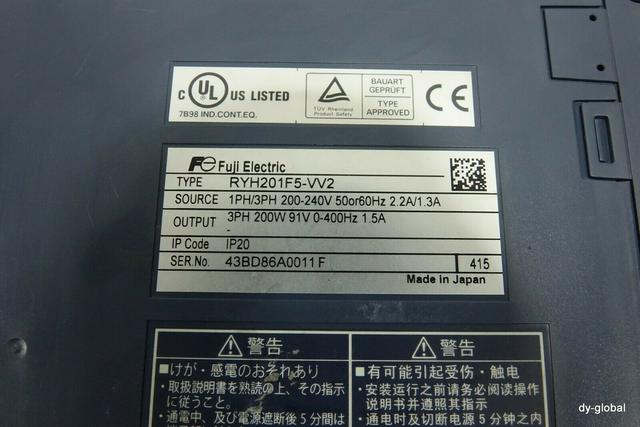 C UL US LISTED
7B98 IND.CONT.EQ.
TÜV Rheinland
Product Safety
BAUART
GEPRÜFT
TYPE
APPROVED
CE
Fe Fuji Electric
TYPE RYH201F5-VV2
SOURCE 1PH/3PH 200-240V 50or60Hz 2.2A/1.3A
OUTPUT 3PH 200W 91V 0-400Hz 1.5A
-
IP Code IP20
SER.No. 43BD86A0011F 415
Made in Japan
警告
■けが・感電のおそれあり
・取扱説明書を熟読の上、その指示
に従うこと。
・通電中、及び電源遮断後5分間は
警告
■有可能引起受伤・触电
・安装运行之前请务必阅读操作
说明书并遵照其指示
・通电时及切断电源5分钟之内
dy-global